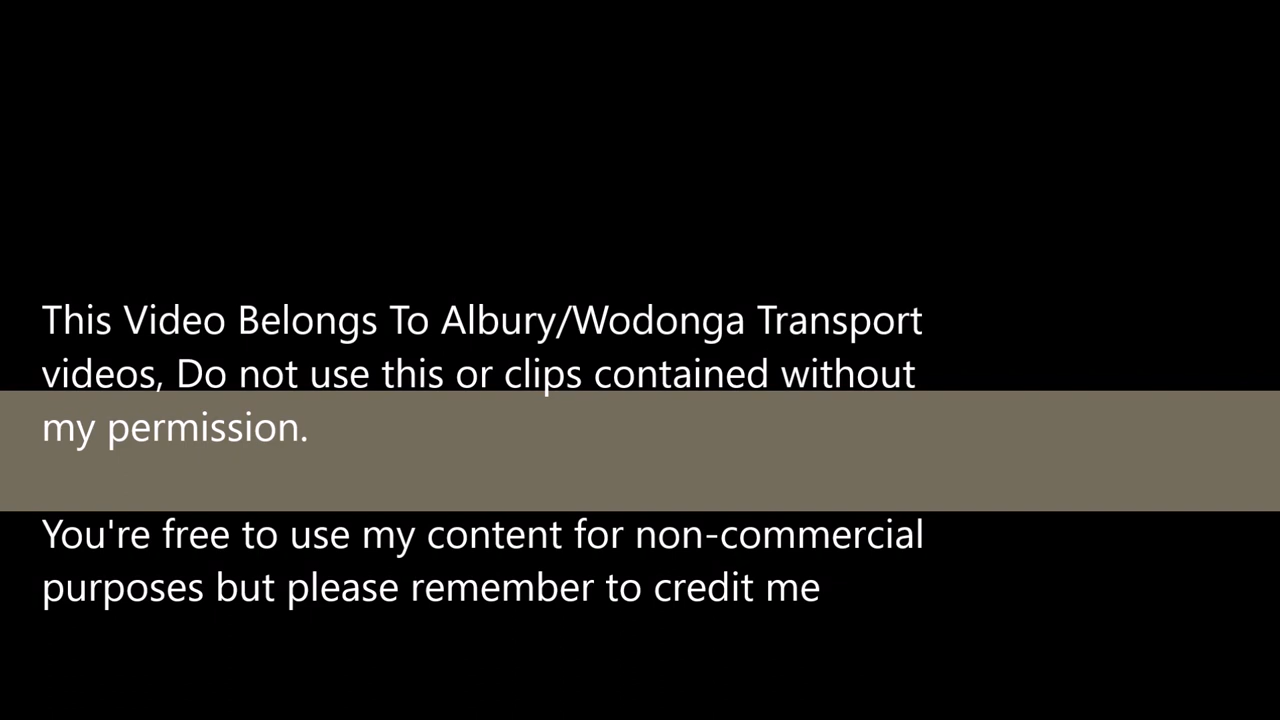 This Video Belongs To Albury/Wodonga Transport
videos, Do not use this or clips contained without
my permission.
You're free to use my content for non-commercial
purposes but please remember to credit me